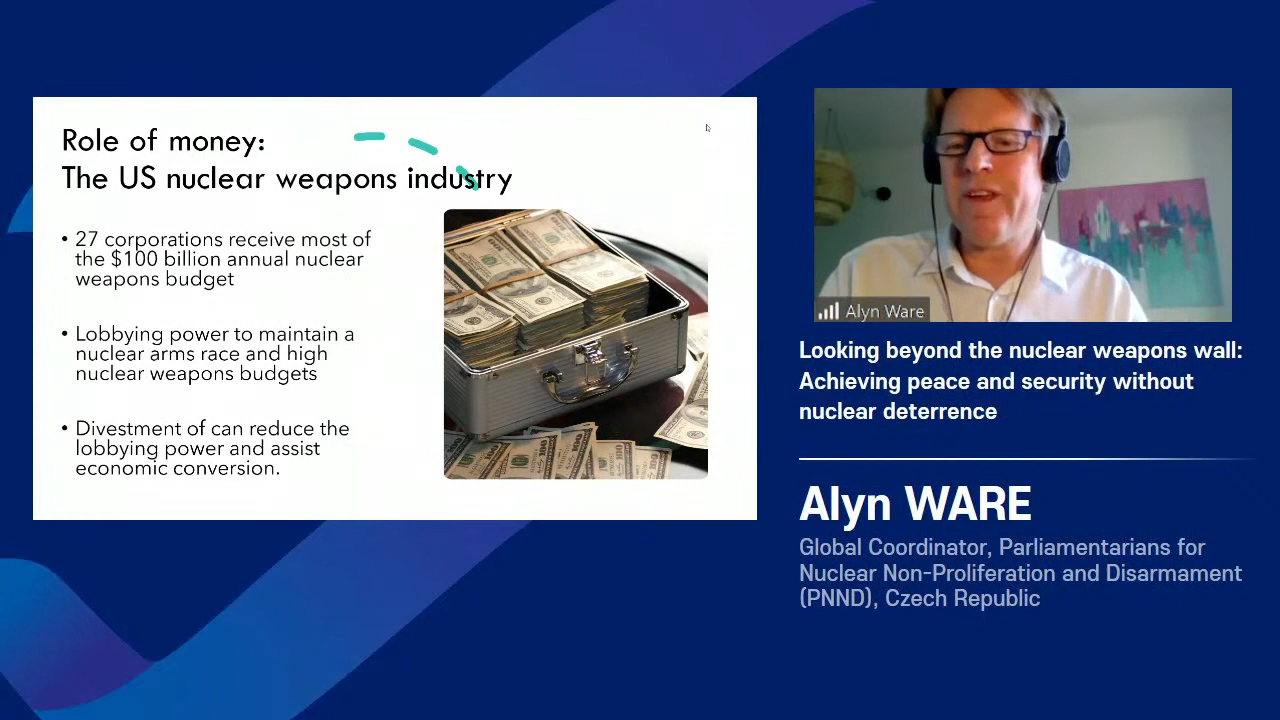 Role of money:
The US nuclear weapons industry
• 27 corporations receive most of
the $100 billion annual nuclear
weapons budget
• Lobbying power to maintain a
nuclear arms race and high
nuclear weapons budgets
• Divestment of can reduce the
lobbying power and assist
economic conversion.
Alyn Ware
Looking beyond the nuclear weapons wall:
Achieving peace and security without
nuclear deterrence
Alyn WARE
Global Coordinator, Parliamentarians for
Nuclear Non-Proliferation and Disarmament
(PNND), Czech Republic